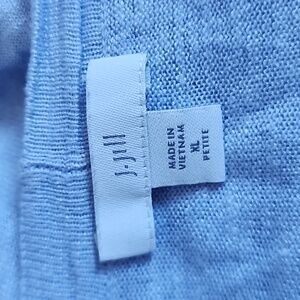 J.Jill
MADE IN
VIETNAM
XL
PETITE